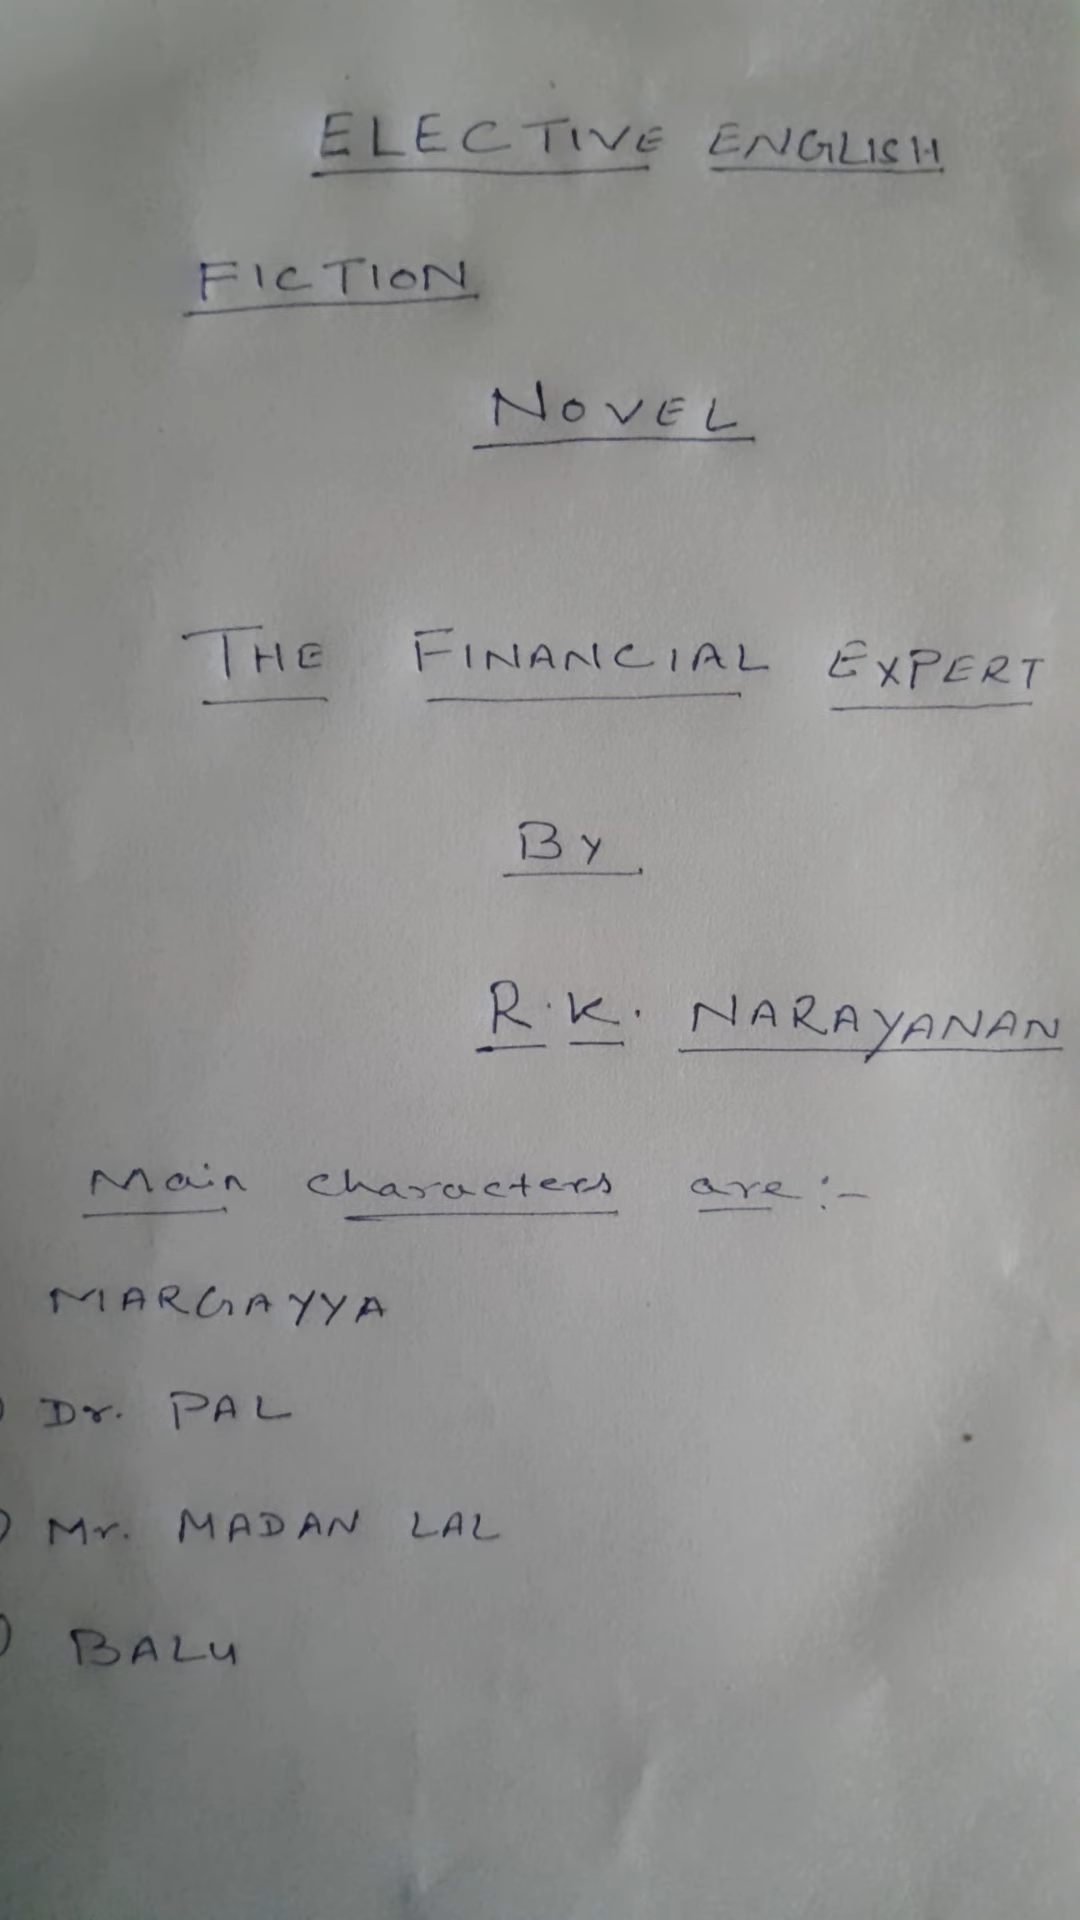 ELECTIVE ENGLISH
FICTION
NOVEL
THE FINANCIAL EXPERT
BY
R.K. NARAYANAN
Main characters are:-
MARGAYYA
) Dr. PAL
) Mr. MADAN LAL
) BALU